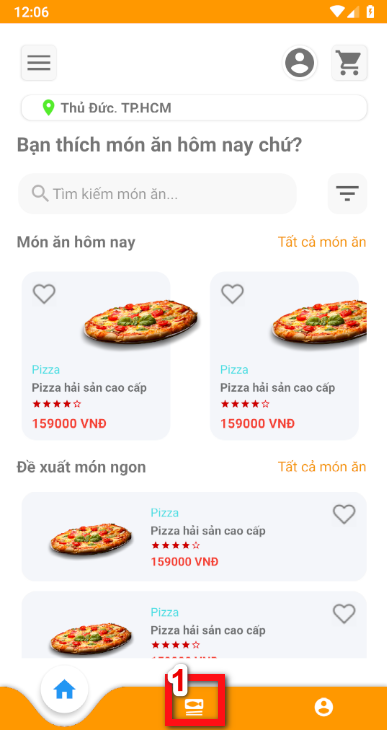 12:06
Thủ Đức. TP.HCM
Bạn thích món ăn hôm nay chứ?
Tìm kiếm món ăn...
Món ăn hôm nay
Tất cả món ăn
Pizza
Pizza hải sản cao cấp
159000 VNĐ
Pizza
Pizza hải sản cao cấp
159000 VNĐ
Đề xuất món ngon
Tất cả món ăn
Pizza
Pizza hải sản cao cấp
159000 VNĐ
Pizza
Pizza hải sản cao cấp
1